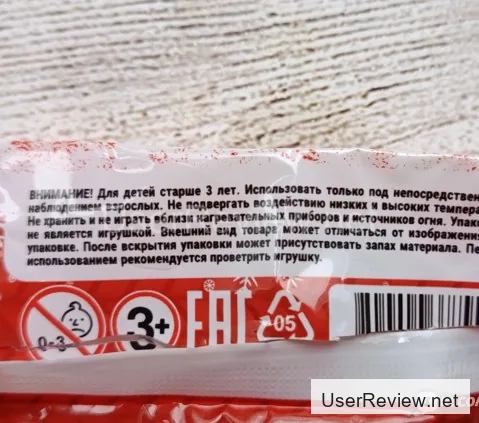 ВНИМАНИЕ! Для детей старше 3 лет. Использовать только под непосредствен
наблюдением взрослых. Не подвергать воздействию низких и высоких темпера
Не хранить и не играть вблизи нагревательных приборов и источников огня. Упако
не является игрушкой. Внешний вид товара может отличаться от изображения
упаковке. После вскрытия упаковки может присутствовать запах материала. Пе
использованием рекомендуется проветрить игрушку.
0-3
3+
EAC
05
UserReview.net